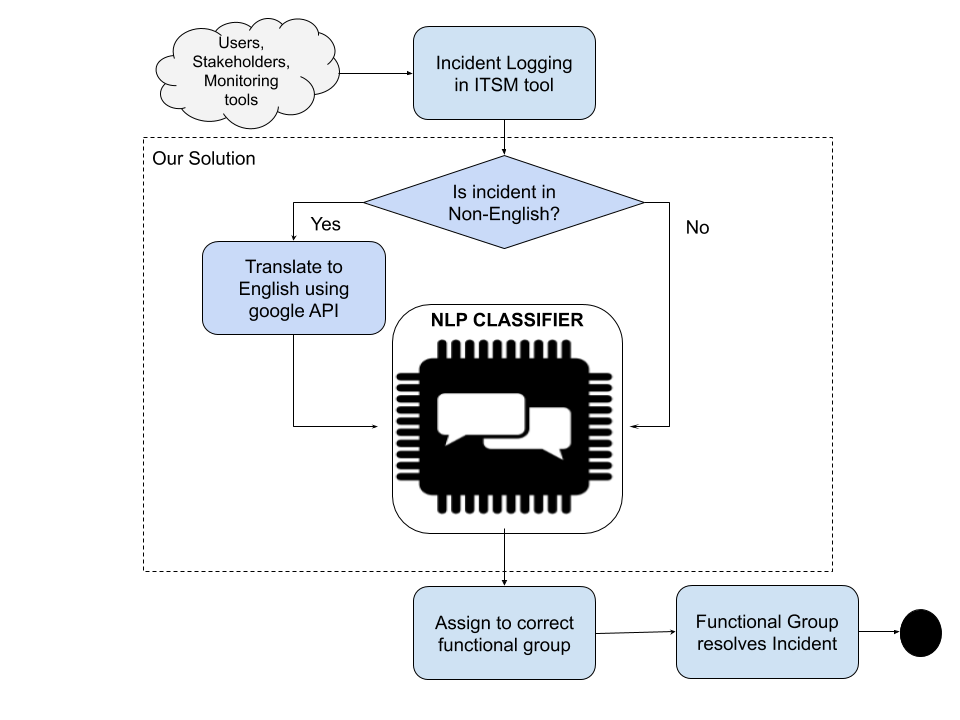 Users,
Stakeholders,
Monitoring
tools
Incident Logging
in ITSM tool
Our Solution
Is incident in
Non-English?
Yes
No
Translate to
English using
google API
NLP CLASSIFIER
Assign to correct
functional group
Functional Group
resolves Incident